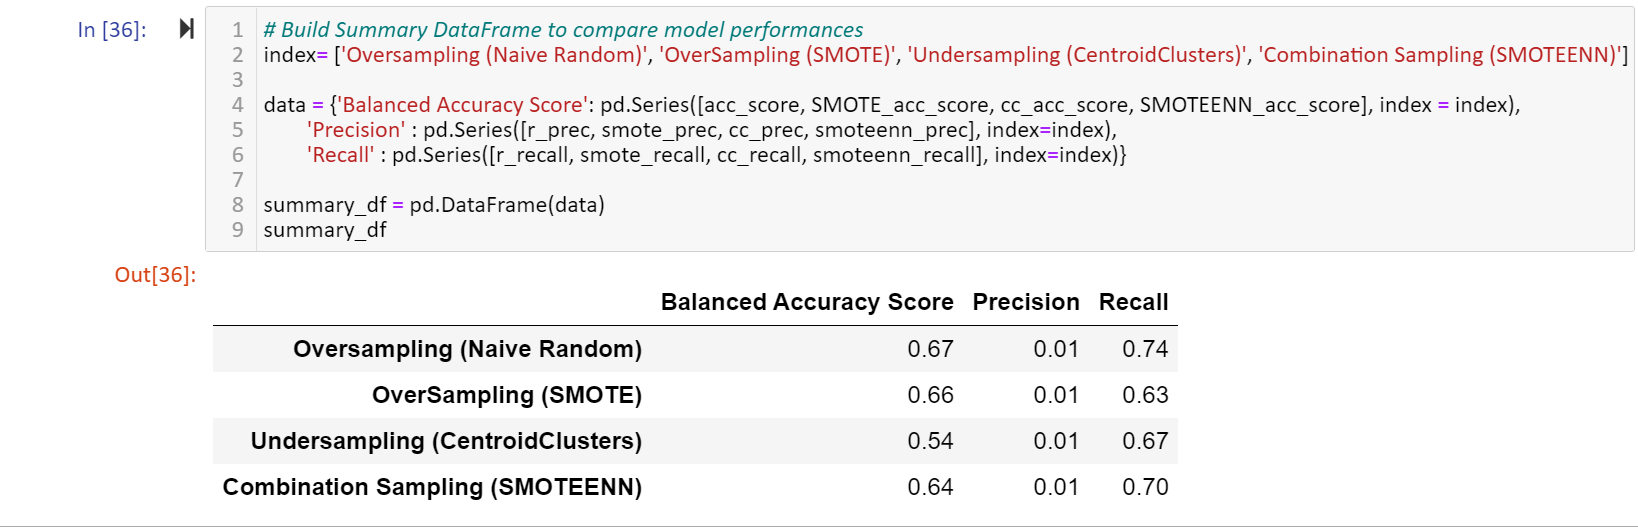 In [36]:
1 # Build Summary DataFrame to compare model performances
2 index= ['Oversampling (Naive Random)', 'OverSampling (SMOTE)', 'Undersampling (CentroidClusters)', 'Combination Sampling (SMOTEENN)']
3
4 data = {'Balanced Accuracy Score': pd.Series([acc_score, SMOTE_acc_score, cc_acc_score, SMOTEENN_acc_score], index = index),
5 'Precision' : pd.Series([r_prec, smote_prec, cc_prec, smoteenn_prec], index=index),
6 'Recall' : pd.Series([r_recall, smote_recall, cc_recall, smoteenn_recall], index=index)}
7
8 summary_df = pd.DataFrame(data)
9 summary_df
Out[36]:
Balanced Accuracy Score Precision Recall
Oversampling (Naive Random) 0.67 0.01 0.74
OverSampling (SMOTE) 0.66 0.01 0.63
Undersampling (CentroidClusters) 0.54 0.01 0.67
Combination Sampling (SMOTEENN) 0.64 0.01 0.70